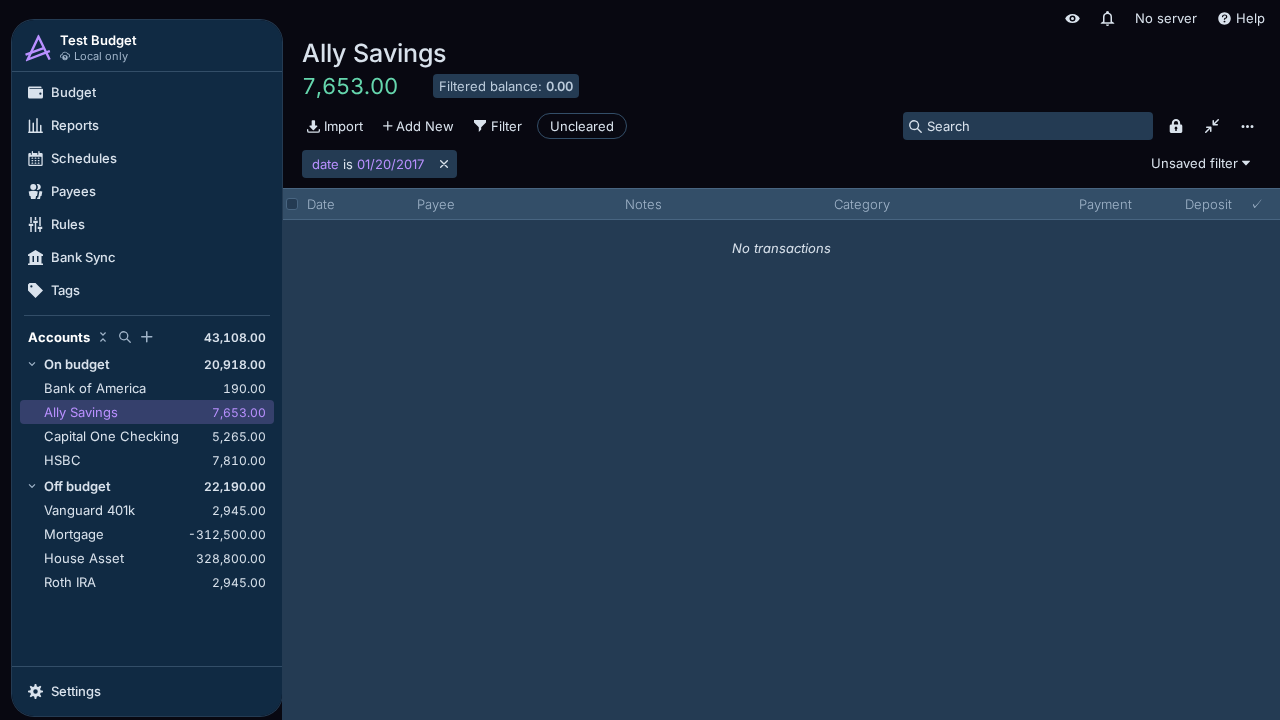 Test Budget
Local only
No server
Help
Budget
Reports
Schedules
Payees
Rules
Bank Sync
Tags
Accounts 43,108.00
On budget 20,918.00
Bank of America 190.00
Ally Savings 7,653.00
Capital One Checking 5,265.00
HSBC 7,810.00
Off budget 22,190.00
Vanguard 401k 2,945.00
Mortgage -312,500.00
House Asset 328,800.00
Roth IRA 2,945.00
Settings
Ally Savings
7,653.00 Filtered balance: 0.00
Import Add New Filter Uncleared Search
date is 01/20/2017 Unsaved filter
Date Payee Notes Category Payment Deposit ✓
No transactions